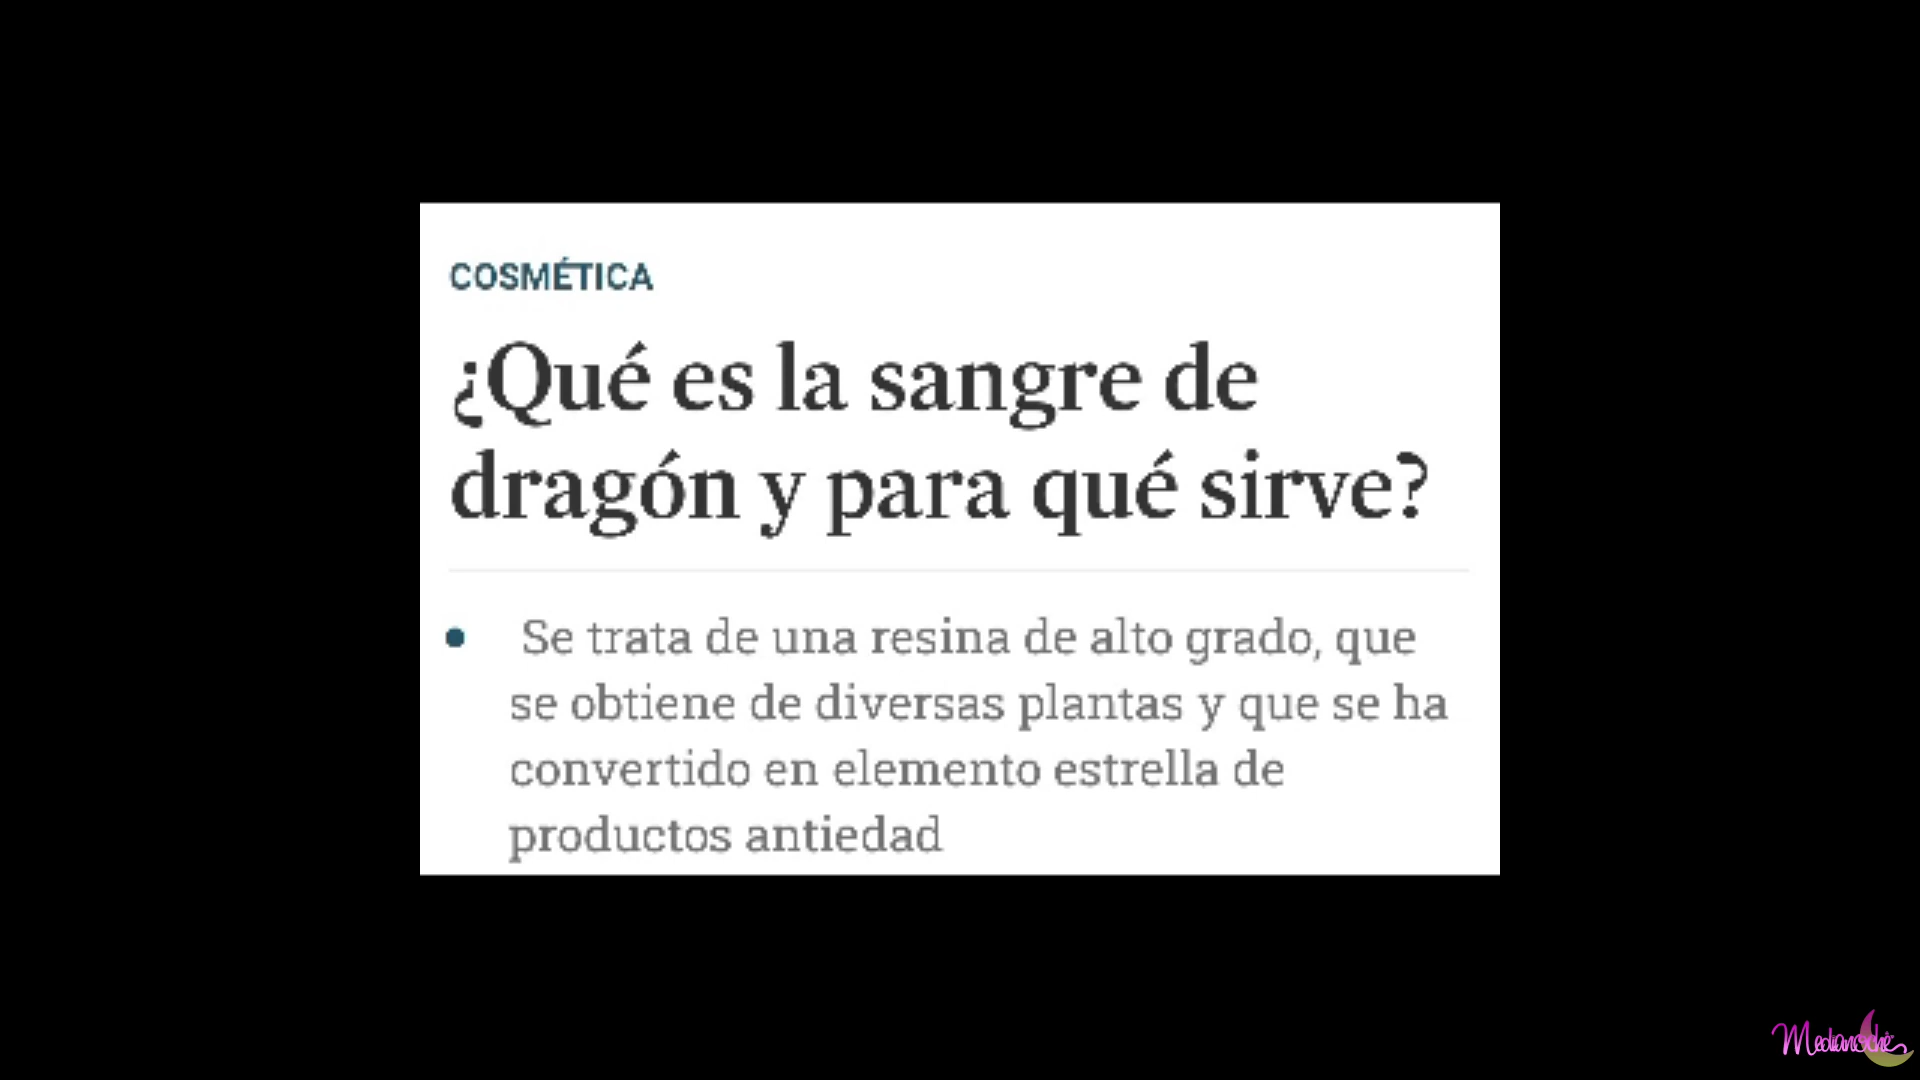 COSMÉTICA
¿Qué es la sangre de
dragón y para qué sirve?
• Se trata de una resina de alto grado, que
se obtiene de diversas plantas y que se ha
convertido en elemento estrella de
productos antiedad
Medianoche